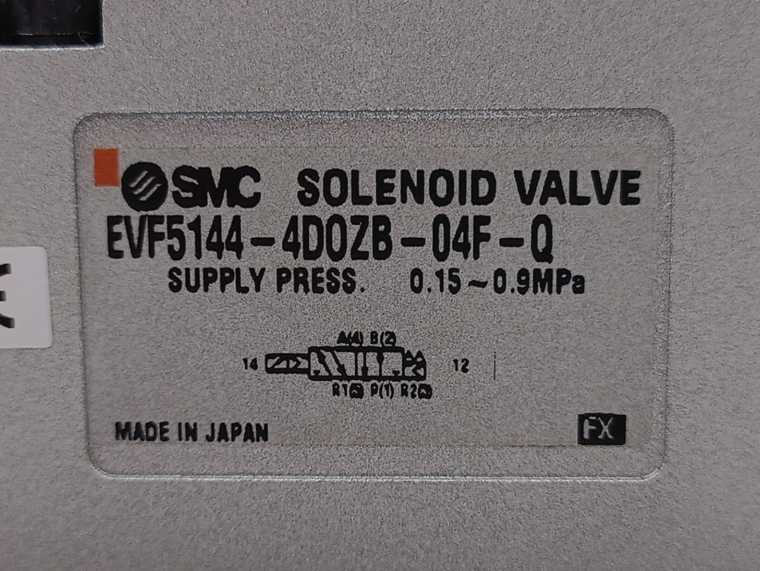 SMC SOLENOID VALVE
EVF5144-4DOZB-04F-Q
SUPPLY PRESS. 0.15~0.9MPa
A(4) B(2)
14 12
R1(5) P(1) R2(3)
MADE IN JAPAN
FX